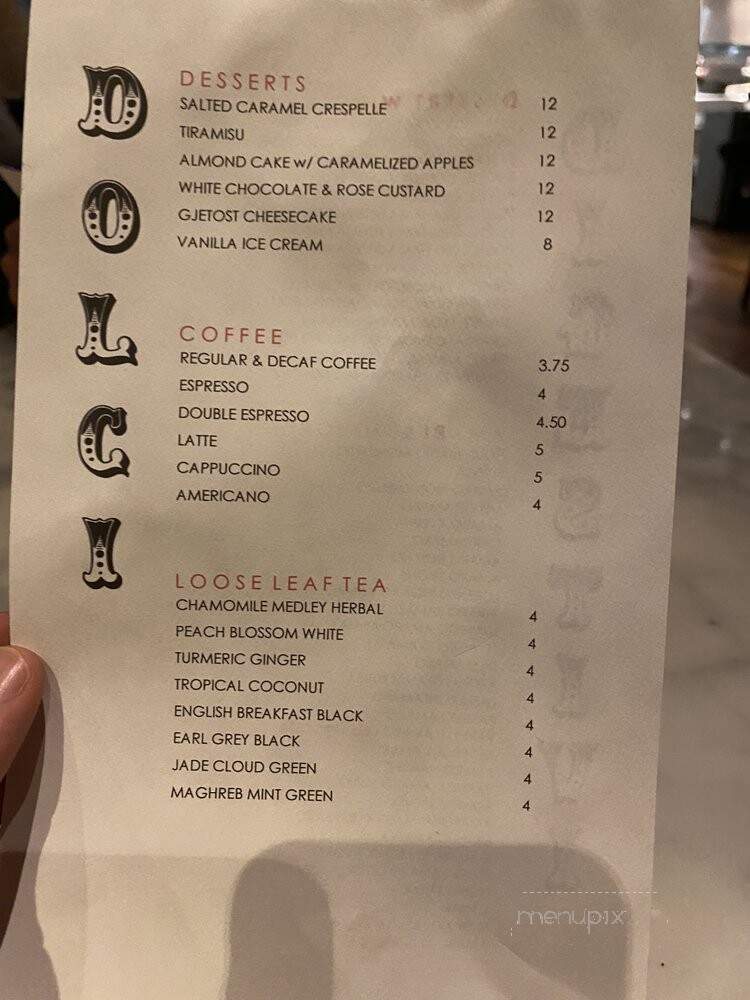 DOLCI
DESSERTS
SALTED CARAMEL CRESPELLE 12
TIRAMISU 12
ALMOND CAKE w/ CARAMELIZED APPLES 12
WHITE CHOCOLATE & ROSE CUSTARD 12
GJETOST CHEESECAKE 12
VANILLA ICE CREAM 8
COFFEE
REGULAR & DECAF COFFEE 3.75
ESPRESSO 4
DOUBLE ESPRESSO 4.50
LATTE 5
CAPPUCCINO 5
AMERICANO 4
LOOSE LEAF TEA
CHAMOMILE MEDLEY HERBAL 4
PEACH BLOSSOM WHITE 4
TURMERIC GINGER 4
TROPICAL COCONUT 4
ENGLISH BREAKFAST BLACK 4
EARL GREY BLACK 4
JADE CLOUD GREEN 4
MAGHREB MINT GREEN 4
menupix